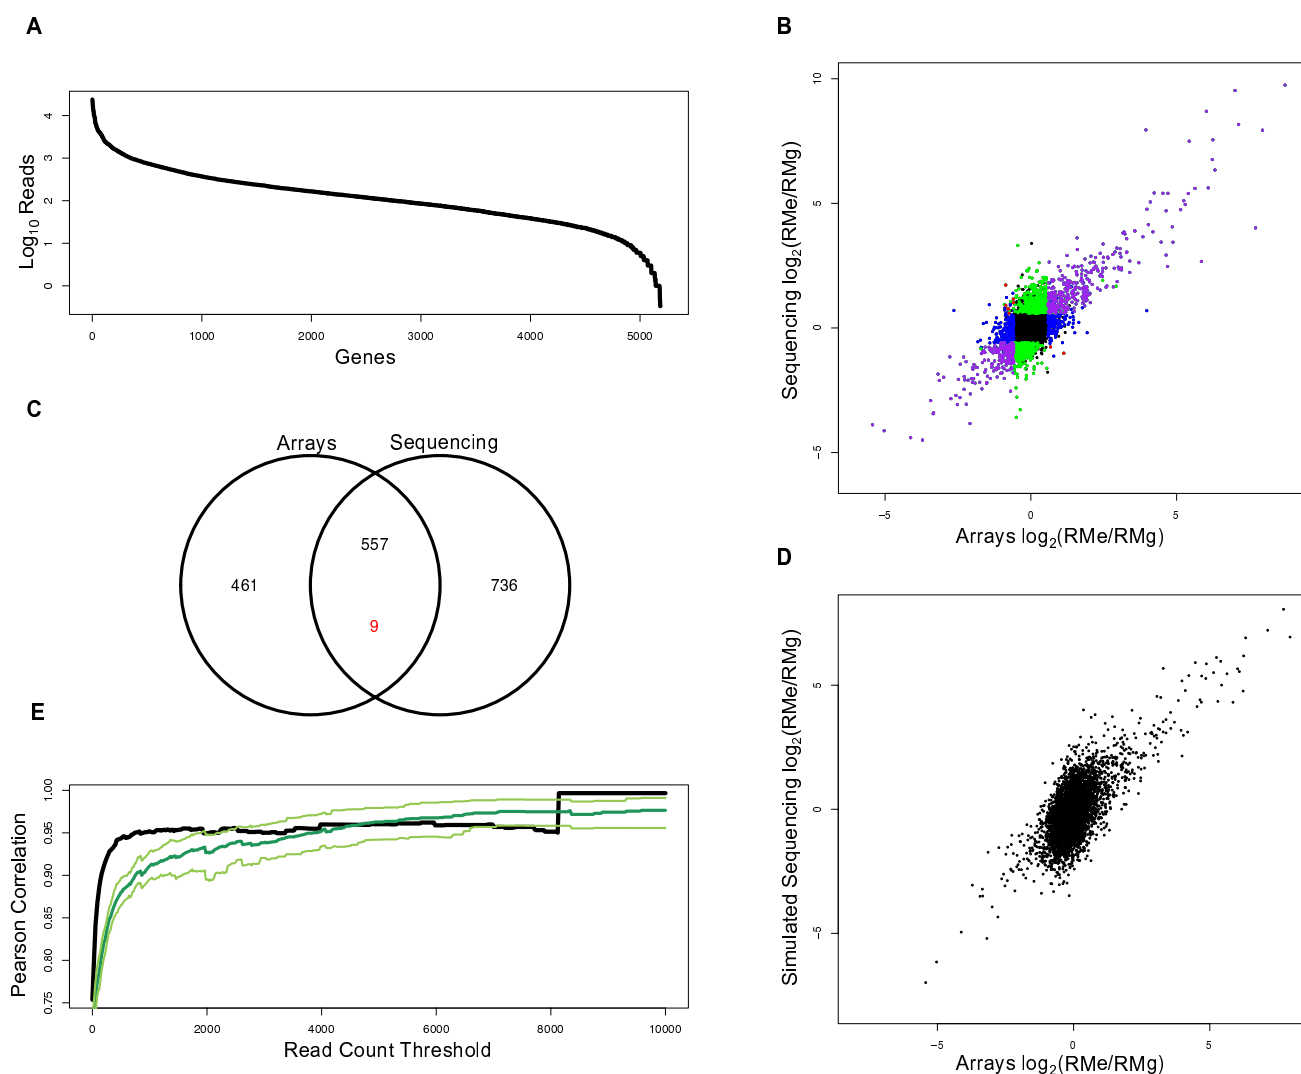 A
Log10 Reads
4
3
2
1
0
0 1000 2000 3000 4000 5000
Genes
B
Sequencing log2(RMe/RMg)
10
5
0
−5
−5 0 5
Arrays log2(RMe/RMg)
C
Arrays Sequencing
557
461 736
9
D
Simulated Sequencing log2(RMe/RMg)
5
0
−5
−5 0 5
Arrays log2(RMe/RMg)
E
Pearson Correlation
1.00
0.95
0.90
0.85
0.80
0.75
0 2000 4000 6000 8000 10000
Read Count Threshold